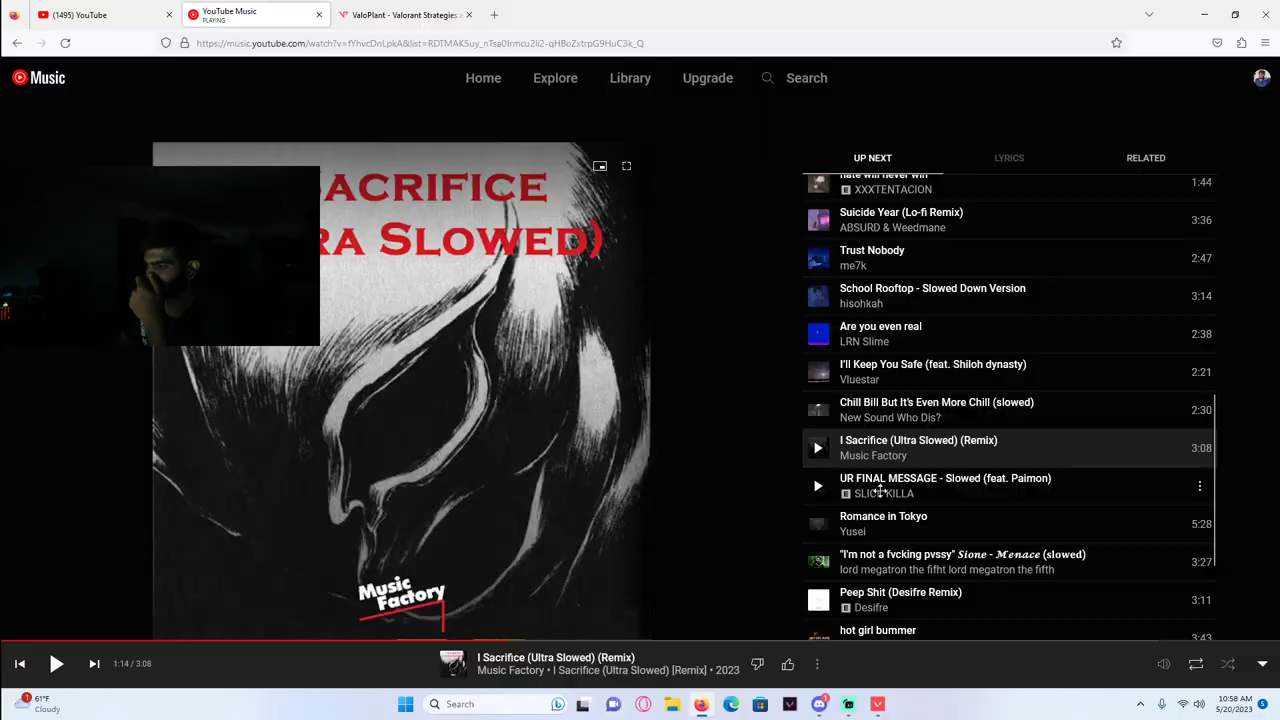 (1495) YouTube
YouTube Music
PLAYING
ValoPlant - Valorant Strategies a
https://music.youtube.com/watch?v=fYhvcDnLpkA&list=RDTMAK5uy_nTsa0Irmcu2li2-qHBoZxtrpG9HuC3k_Q
Music
Home
Explore
Library
Upgrade
Search
UP NEXT
LYRICS
RELATED
ACRIFICE
RA SLOWED)
Music
Factory
hate will never win
E XXXTENTACION
1:44
Suicide Year (Lo-fi Remix)
ABSURD & Weedmane
3:36
Trust Nobody
me7k
2:47
School Rooftop - Slowed Down Version
hisohkah
3:14
Are you even real
LRN Slime
2:38
I'll Keep You Safe (feat. Shiloh dynasty)
Vluestar
2:21
Chill Bill But It's Even More Chill (slowed)
New Sound Who Dis?
2:30
I Sacrifice (Ultra Slowed) (Remix)
Music Factory
3:08
UR FINAL MESSAGE - Slowed (feat. Paimon)
E
Romance in Tokyo
Yusei
5:28
"I'm not a fvcking pvssy" 𝑺𝒊𝒐𝒏𝒆 - 𝑴𝒆𝒏𝒂𝒄𝒆 (slowed)
lord megatron the fifht lord megatron the fifth
3:27
Peep Shit (Desifre Remix)
E Desifre
3:11
hot girl bummer
3:43
1:14 / 3:08
I Sacrifice (Ultra Slowed) (Remix)
Music Factory • I Sacrifice (Ultra Slowed) [Remix] • 2023
1
61°F
Cloudy
Search
1
10:58 AM
5/20/2023
5